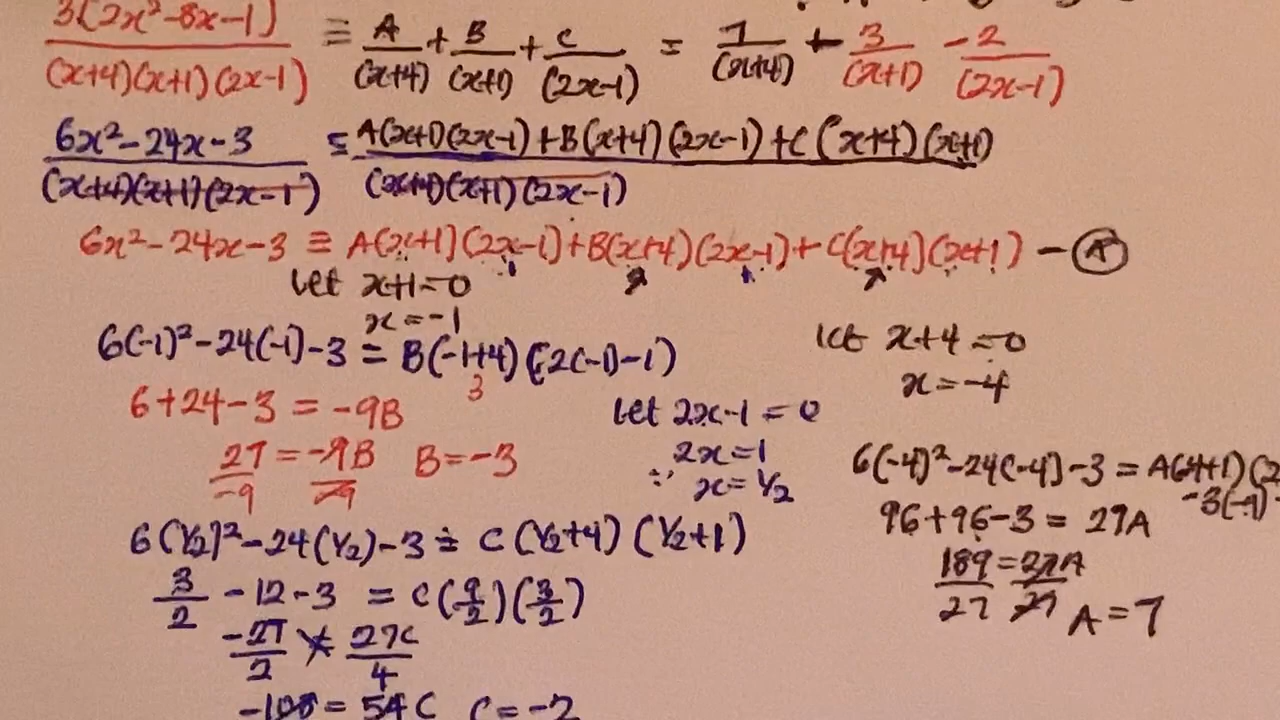 3(2x²-8x-1)/(x+4)(x+1)(2x-1) ≡ A/(x+4) + B/(x+1) + C/(2x-1) = 7/(x+4) - 3/(x+1) - 2/(2x-1)
6x²-24x-3/(x+4)(x+1)(2x-1) ≡ A(x+1)(2x-1)+B(x+4)(2x-1)+C(x+4)(x+1)/(x+4)(x+1)(2x-1)
6x²-24x-3 ≡ A(x+1)(2x-1)+B(x+4)(2x-1)+C(x+4)(x+1) - A
let x+1=0
x=-1
6(-1)²-24(-1)-3 = B(-1+4)(2(-1)-1)
3
6+24-3 = -9B
27/-9 = -9B/-9 B=-3
let 2x-1=0
2x=1
∴ x=1/2
6(1/2)²-24(1/2)-3 = C(1/2+4)(1/2+1)
3/2 -12-3 = C(9/2)(3/2)
-27/2 = 27C/4
-108 = 54C C=-2
let x+4=0
x=-4
6(-4)²-24(-4)-3 = A(-4+1)(2
-3(-9)
96+96-3 = 27A
189/27 = 27A/27 A=7